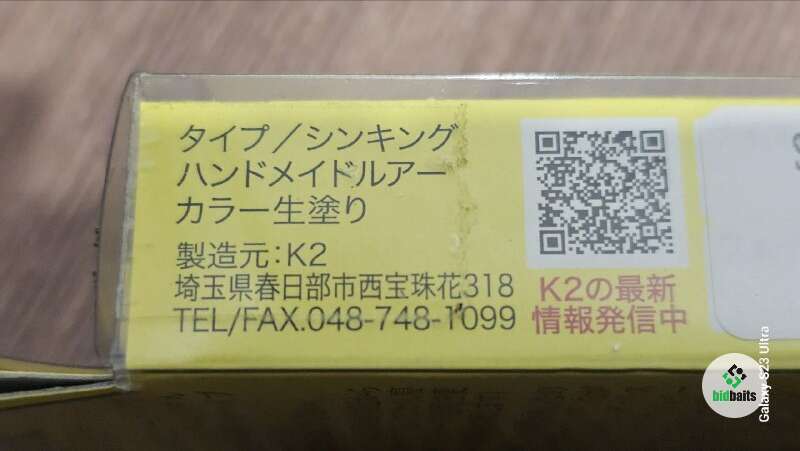 タイプ/シンキング
ハンドメイドルアー
カラー生塗り
製造元:K2
埼玉県春日部市西宝珠花318
TEL/FAX.048-748-1099
K2の最新
情報発信中
bidbaits
Galaxy S23 Ultra